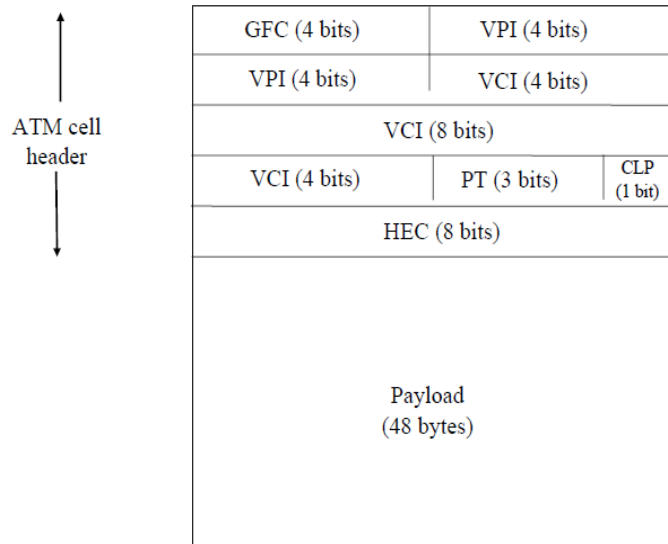 GFC (4 bits) VPI (4 bits)
VPI (4 bits) VCI (4 bits)
ATM cell
header
VCI (8 bits)
VCI (4 bits) PT (3 bits) CLP
(1 bit)
HEC (8 bits)
Payload
(48 bytes)